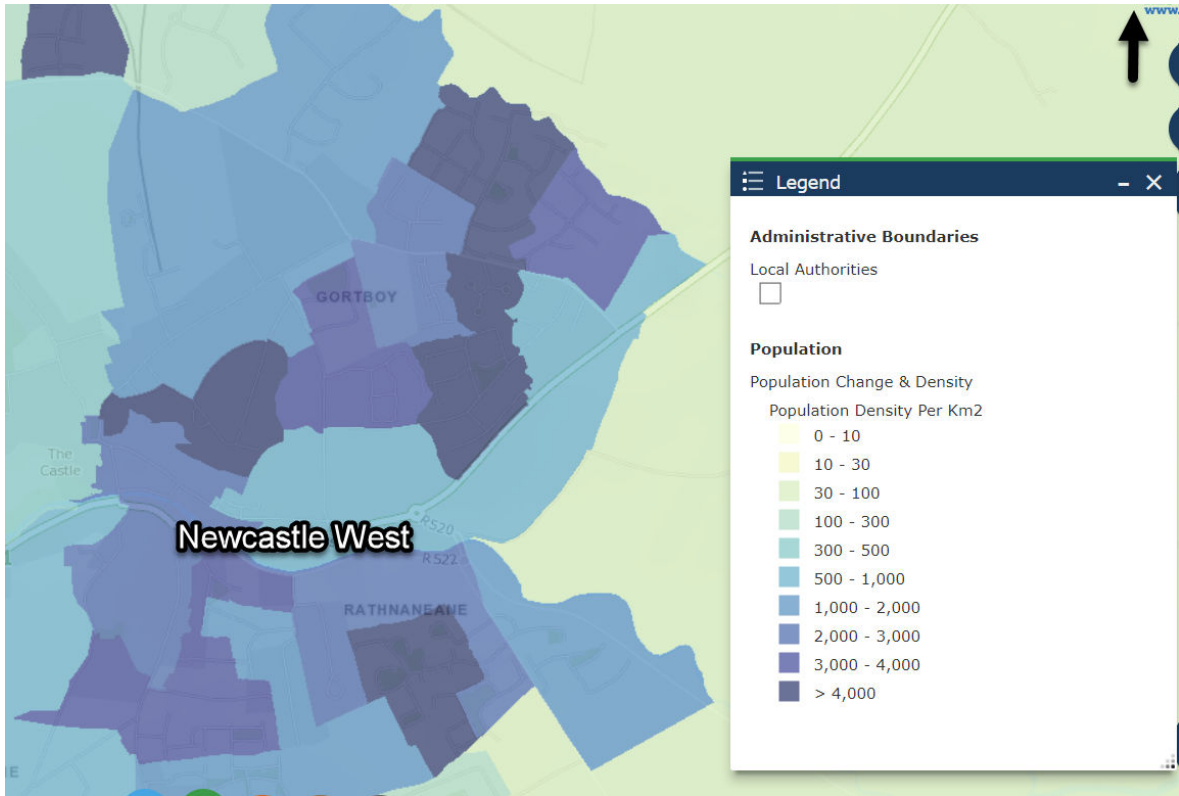 www.
Legend
Administrative Boundaries
Local Authorities
Population
Population Change & Density
Population Density Per Km2
0 - 10
10 - 30
30 - 100
100 - 300
300 - 500
500 - 1,000
1,000 - 2,000
2,000 - 3,000
3,000 - 4,000
> 4,000
GORTBOY
The
Castle
Newcastle West
R520
R522
RATHNANEANE
1
E